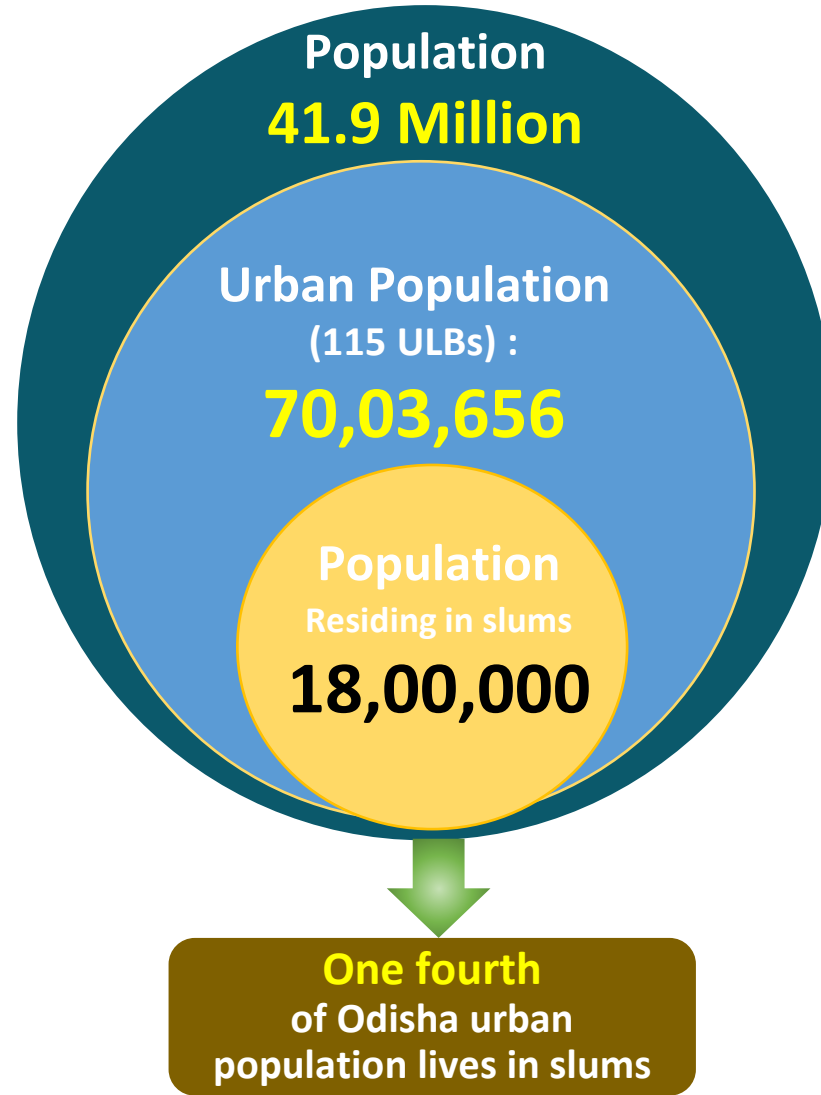 Population
41.9 Million
Urban Population
(115 ULBs) :
70,03,656
Population
Residing in slums
18,00,000
One fourth
of Odisha urban
population lives in slums